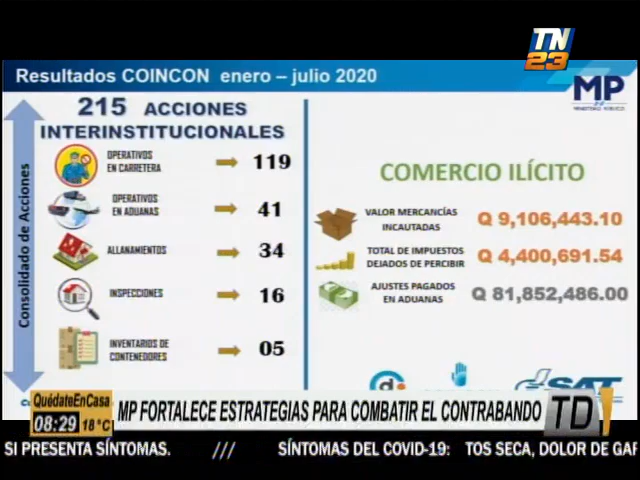 TN
23
Resultados COINCON enero – julio 2020
MP
MINISTERIO PÚBLICO
215 ACCIONES
INTERINSTITUCIONALES
Consolidado de Acciones
OPERATIVOS
EN CARRETERA
119
OPERATIVOS
EN ADUANAS
41
ALLANAMIENTOS
34
INSPECCIONES
16
INVENTARIOS DE
CONTENEDORES
05
COMERCIO ILÍCITO
VALOR MERCANCÍAS
INCAUTADAS
Q 9,106,443.10
TOTAL DE IMPUESTOS
DEJADOS DE PERCIBIR
Q 4,400,691.54
AJUSTES PAGADOS
EN ADUANAS
Q 81,852,486.00
SAT
QuédateEnCasa
08:29 18°C
MP FORTALECE ESTRATEGIAS PARA COMBATIR EL CONTRABANDO
TD
SI PRESENTA SÍNTOMAS. /// SÍNTOMAS DEL COVID-19: TOS SECA, DOLOR DE GAR